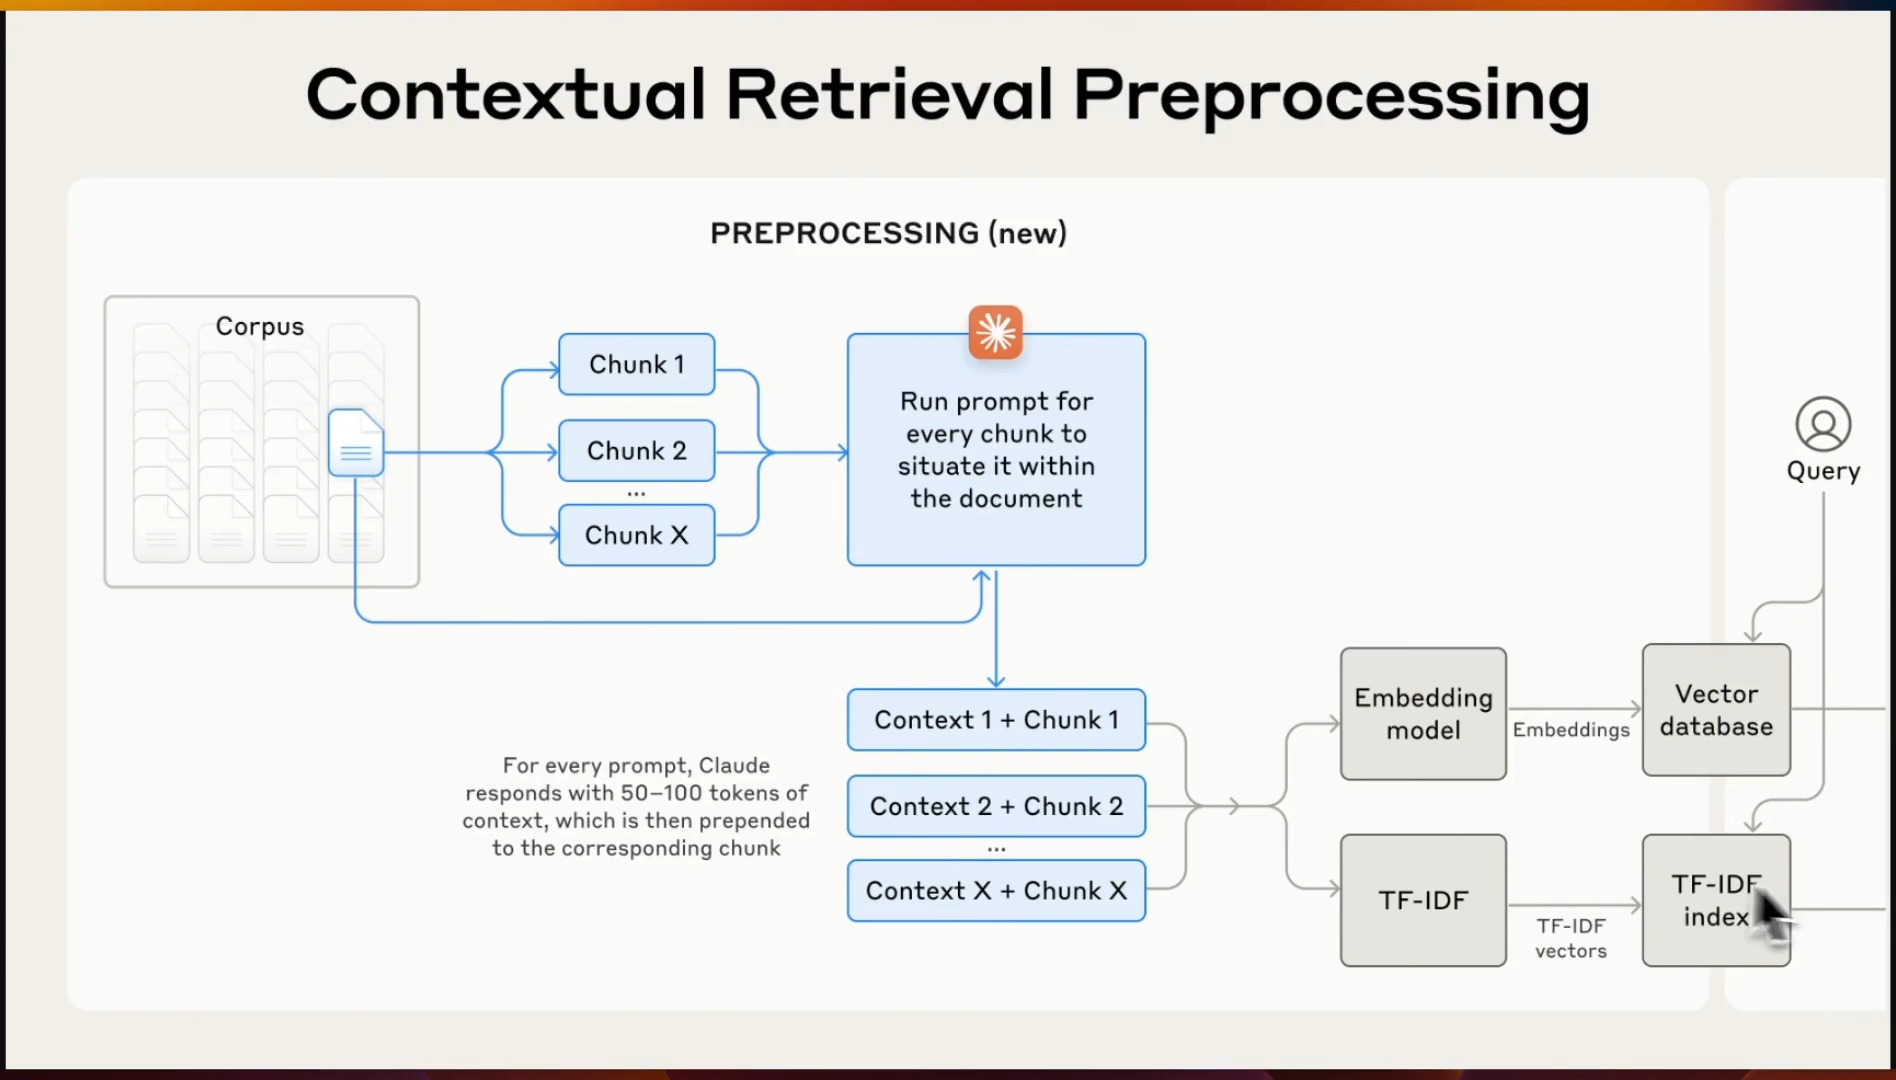 Contextual Retrieval Preprocessing
PREPROCESSING (new)
Corpus
Chunk 1
Chunk 2
...
Chunk X
Run prompt for
every chunk to
situate it within
the document
Query
For every prompt, Claude
responds with 50–100 tokens of
context, which is then prepended
to the corresponding chunk
Context 1 + Chunk 1
Context 2 + Chunk 2
...
Context X + Chunk X
Embedding
model
Embeddings
Vector
database
TF-IDF
TF-IDF
vectors
TF-IDF
index